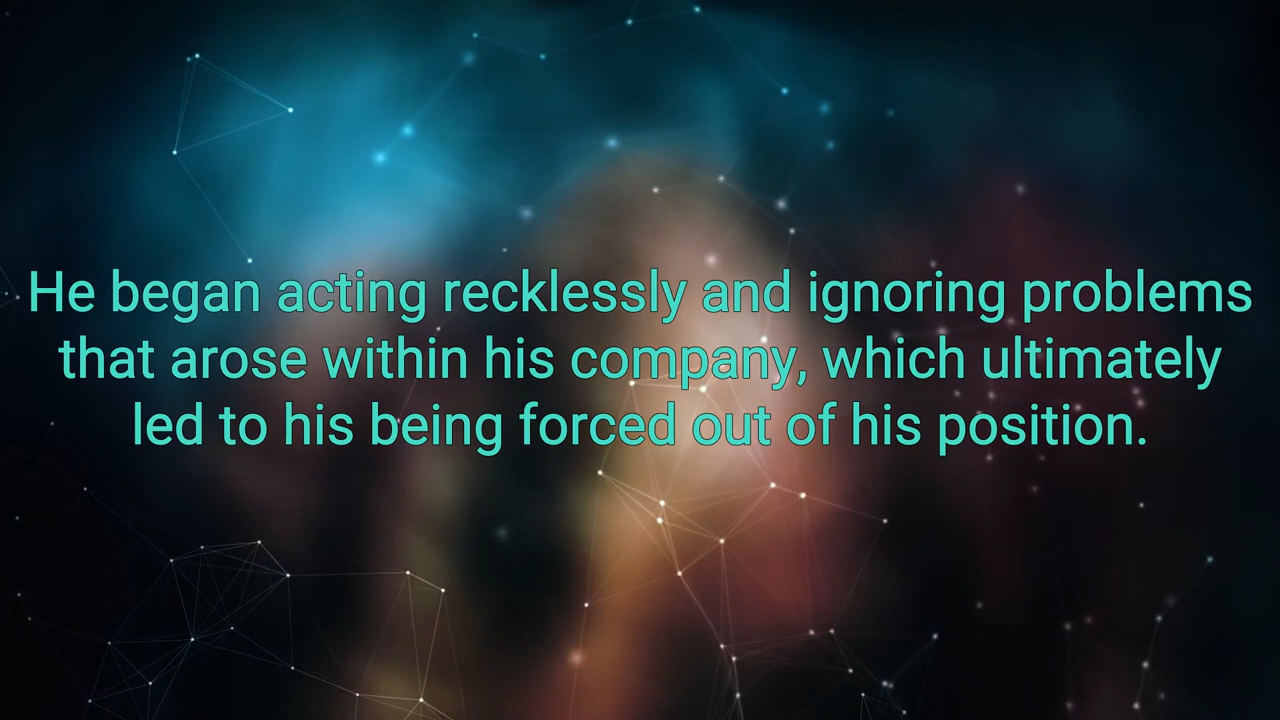 He began acting recklessly and ignoring problems
that arose within his company, which ultimately
led to his being forced out of his position.